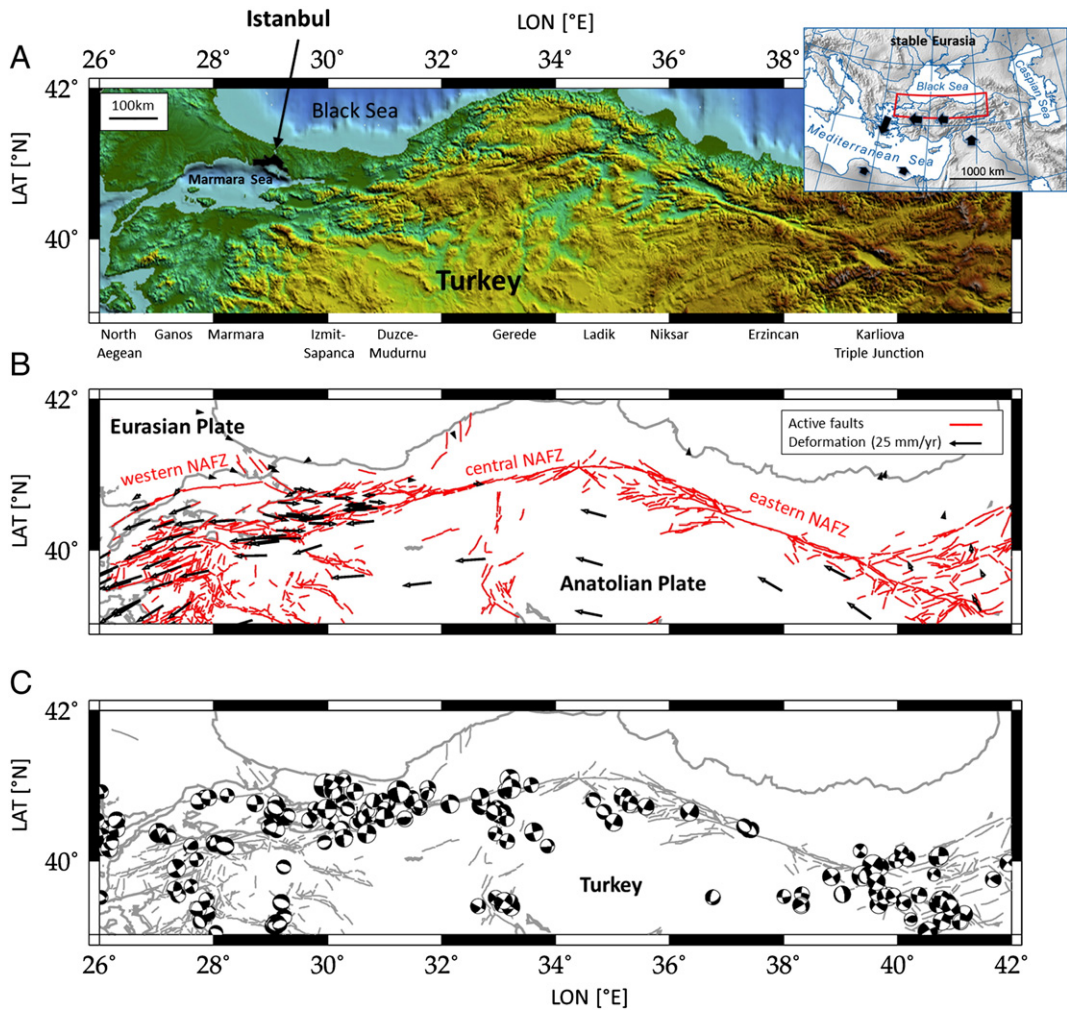 Istanbul
LON [°E]
26 28 30 32 34 36 38
A
42°
40°
LAT [°N]
100km
Black Sea
Marmara Sea
Turkey
stable Eurasia
Black Sea
Caspian Sea
Mediterranean Sea
1000 km
North Aegean
Ganos
Marmara
Izmit-Sapanca
Duzce-Mudurnu
Gerede
Ladik
Niksar
Erzincan
Karliova Triple Junction
B
42°
40°
LAT [°N]
Eurasian Plate
Active faults
Deformation (25 mm/yr)
western NAFZ
central NAFZ
eastern NAFZ
Anatolian Plate
C
42°
40°
LAT [°N]
Turkey
26 28 30 32 34 36 38 40 42
LON [°E]